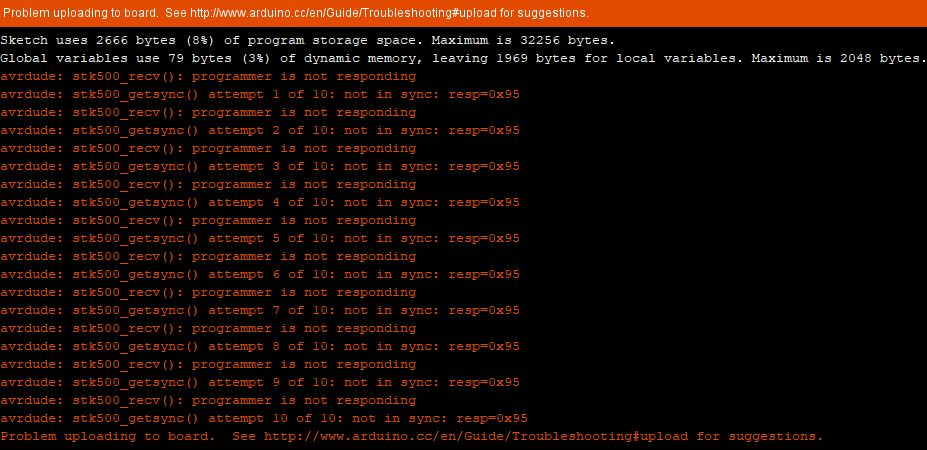 Problem uploading to board.  See http://www.arduino.cc/en/Guide/Troubleshooting#upload for suggestions.
Sketch uses 2666 bytes (8%) of program storage space. Maximum is 32256 bytes.
Global variables use 79 bytes (3%) of dynamic memory, leaving 1969 bytes for local variables. Maximum is 2048 bytes.
avrdude: stk500_recv(): programmer is not responding
avrdude: stk500_getsync() attempt 1 of 10: not in sync: resp=0x95
avrdude: stk500_recv(): programmer is not responding
avrdude: stk500_getsync() attempt 2 of 10: not in sync: resp=0x95
avrdude: stk500_recv(): programmer is not responding
avrdude: stk500_getsync() attempt 3 of 10: not in sync: resp=0x95
avrdude: stk500_recv(): programmer is not responding
avrdude: stk500_getsync() attempt 4 of 10: not in sync: resp=0x95
avrdude: stk500_recv(): programmer is not responding
avrdude: stk500_getsync() attempt 5 of 10: not in sync: resp=0x95
avrdude: stk500_recv(): programmer is not responding
avrdude: stk500_getsync() attempt 6 of 10: not in sync: resp=0x95
avrdude: stk500_recv(): programmer is not responding
avrdude: stk500_getsync() attempt 7 of 10: not in sync: resp=0x95
avrdude: stk500_recv(): programmer is not responding
avrdude: stk500_getsync() attempt 8 of 10: not in sync: resp=0x95
avrdude: stk500_recv(): programmer is not responding
avrdude: stk500_getsync() attempt 9 of 10: not in sync: resp=0x95
avrdude: stk500_recv(): programmer is not responding
avrdude: stk500_getsync() attempt 10 of 10: not in sync: resp=0x95
Problem uploading to board.  See http://www.arduino.cc/en/Guide/Troubleshooting#upload for suggestions.